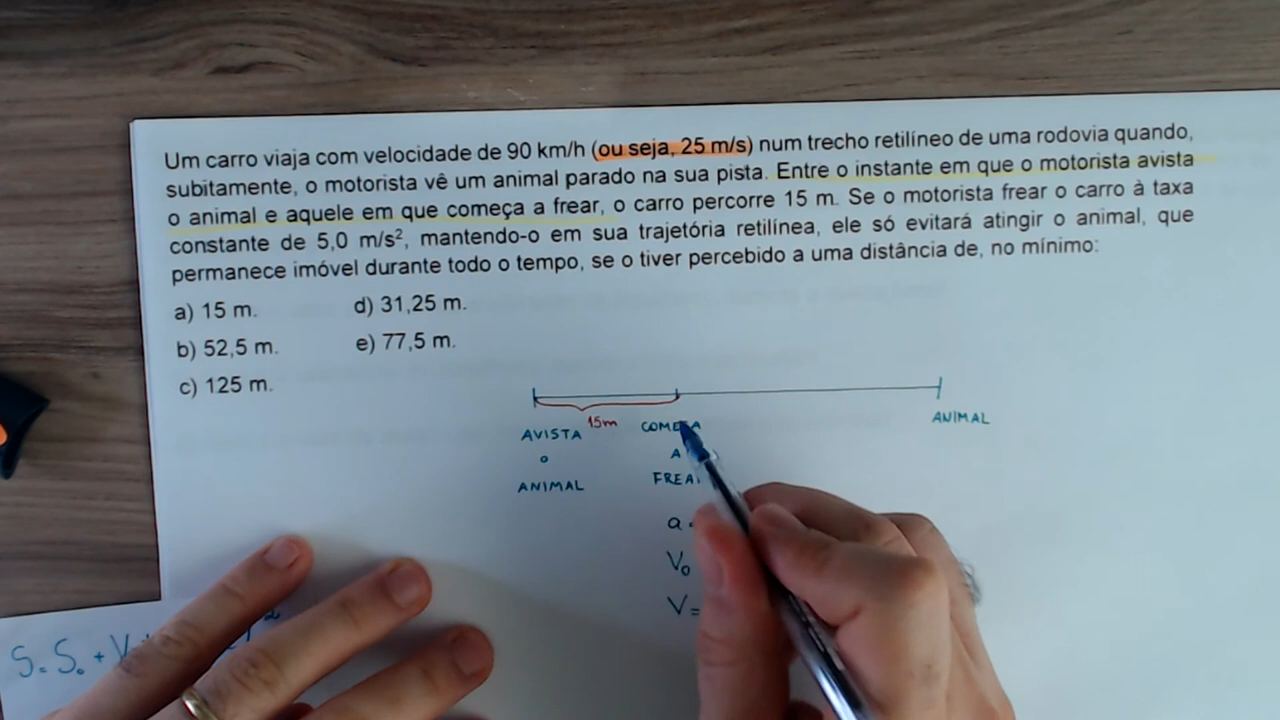 Um carro viaja com velocidade de 90 km/h (ou seja, 25 m/s) num trecho retilíneo de uma rodovia quando,
subitamente, o motorista vê um animal parado na sua pista. Entre o instante em que o motorista avista
o animal e aquele em que começa a frear, o carro percorre 15 m. Se o motorista frear o carro à taxa
constante de 5,0 m/s², mantendo-o em sua trajetória retilínea, ele só evitará atingir o animal, que
permanece imóvel durante todo o tempo, se o tiver percebido a uma distância de, no mínimo:
a) 15 m. d) 31,25 m.
b) 52,5 m. e) 77,5 m.
c) 125 m.
15m
AVISTA
O
ANIMAL
A
ANIMAL
a
V₀
V=
S=S₀+V